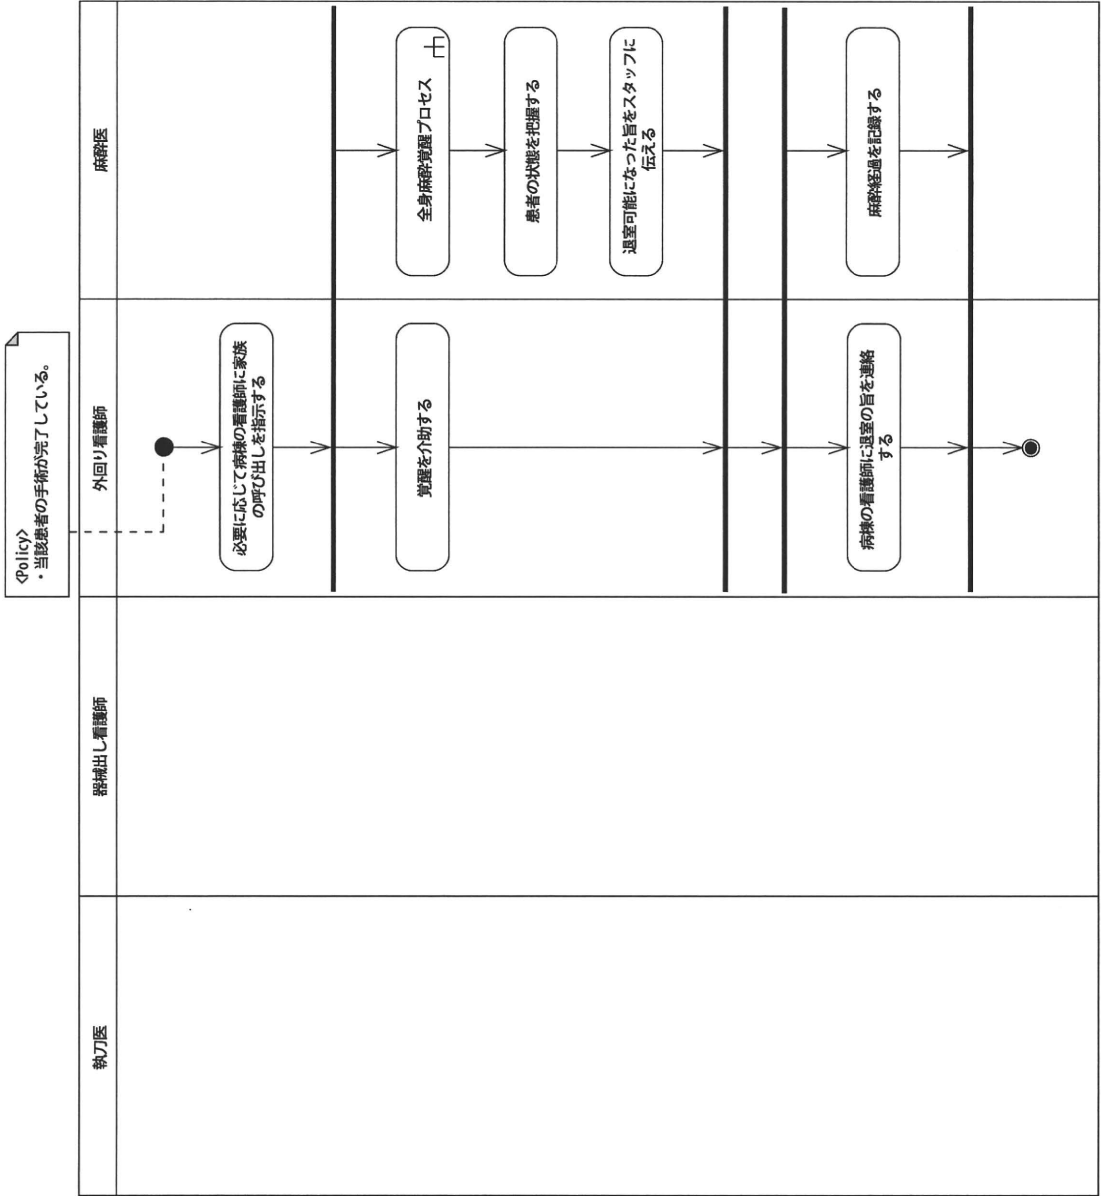 <Policy>
・当該患者の手術が完了している。
執刀医
器械出し看護師
外回り看護師
麻酔医
必要に応じて病棟の看護師に家族
の呼び出しを指示する
覚醒を介助する
全身麻酔覚醒プロセス
患者の状態を把握する
退室可能になった旨をスタッフに
伝える
病棟の看護師に退室の旨を連絡
する
麻酔経過を記録する